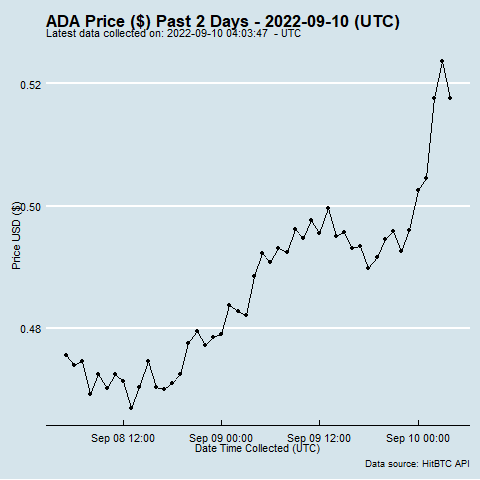 ADA Price ($) Past 2 Days - 2022-09-10 (UTC)
Latest data collected on: 2022-09-10 04:03:47 - UTC
0.52
0.50
0.48
Price USD ($)
Sep 08 12:00
Sep 09 00:00
Sep 09 12:00
Sep 10 00:00
Date Time Collected (UTC)
Data source: HitBTC API